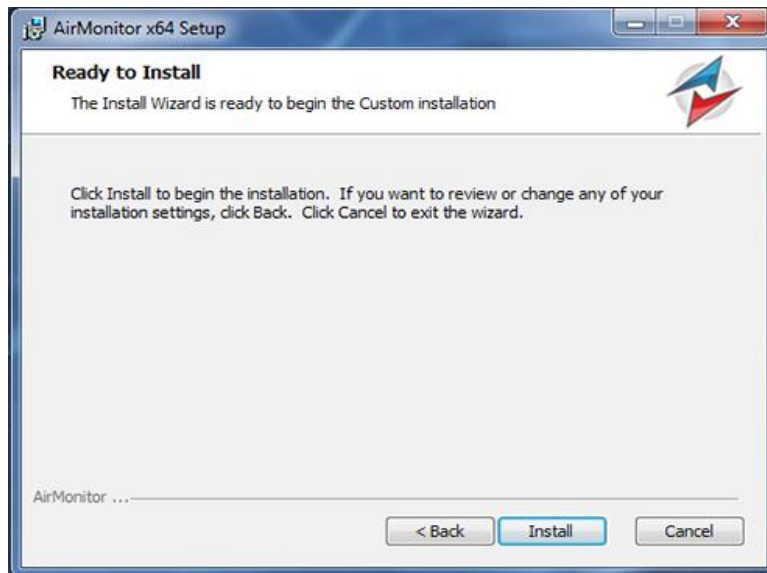 AirMonitor x64 Setup
Ready to Install
The Install Wizard is ready to begin the Custom installation
Click Install to begin the installation. If you want to review or change any of your
installation settings, click Back. Click Cancel to exit the wizard.
AirMonitor ...
< Back Install Cancel